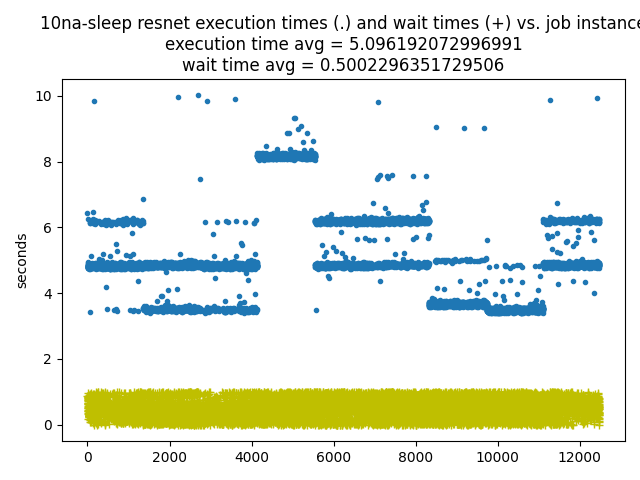 10na-sleep resnet execution times (.) and wait times (+) vs. job instance
execution time avg = 5.096192072996991
wait time avg = 0.5002296351729506
10
8
6
4
2
0
seconds
0 2000 4000 6000 8000 10000 12000